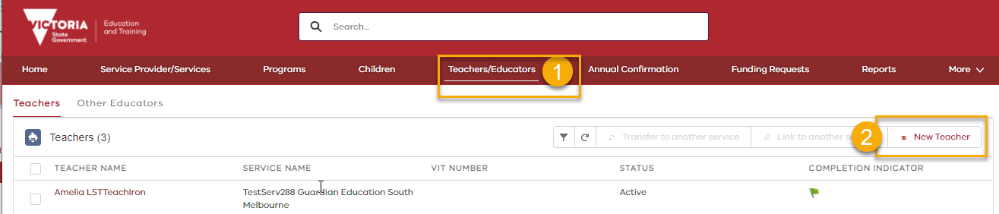 VICTORIA
State
Government
Education
and Training
Search...
Home Service Provider/Services Programs Children Teachers/Educators 1 Annual Confirmation Funding Requests Reports More
Teachers Other Educators
Teachers (3) Transfer to another service Link to another 2 New Teacher
TEACHER NAME SERVICE NAME VIT NUMBER STATUS COMPLETION INDICATOR
Amelia LSTTeachIron TestServ288 Guardian Education South Active
Melbourne